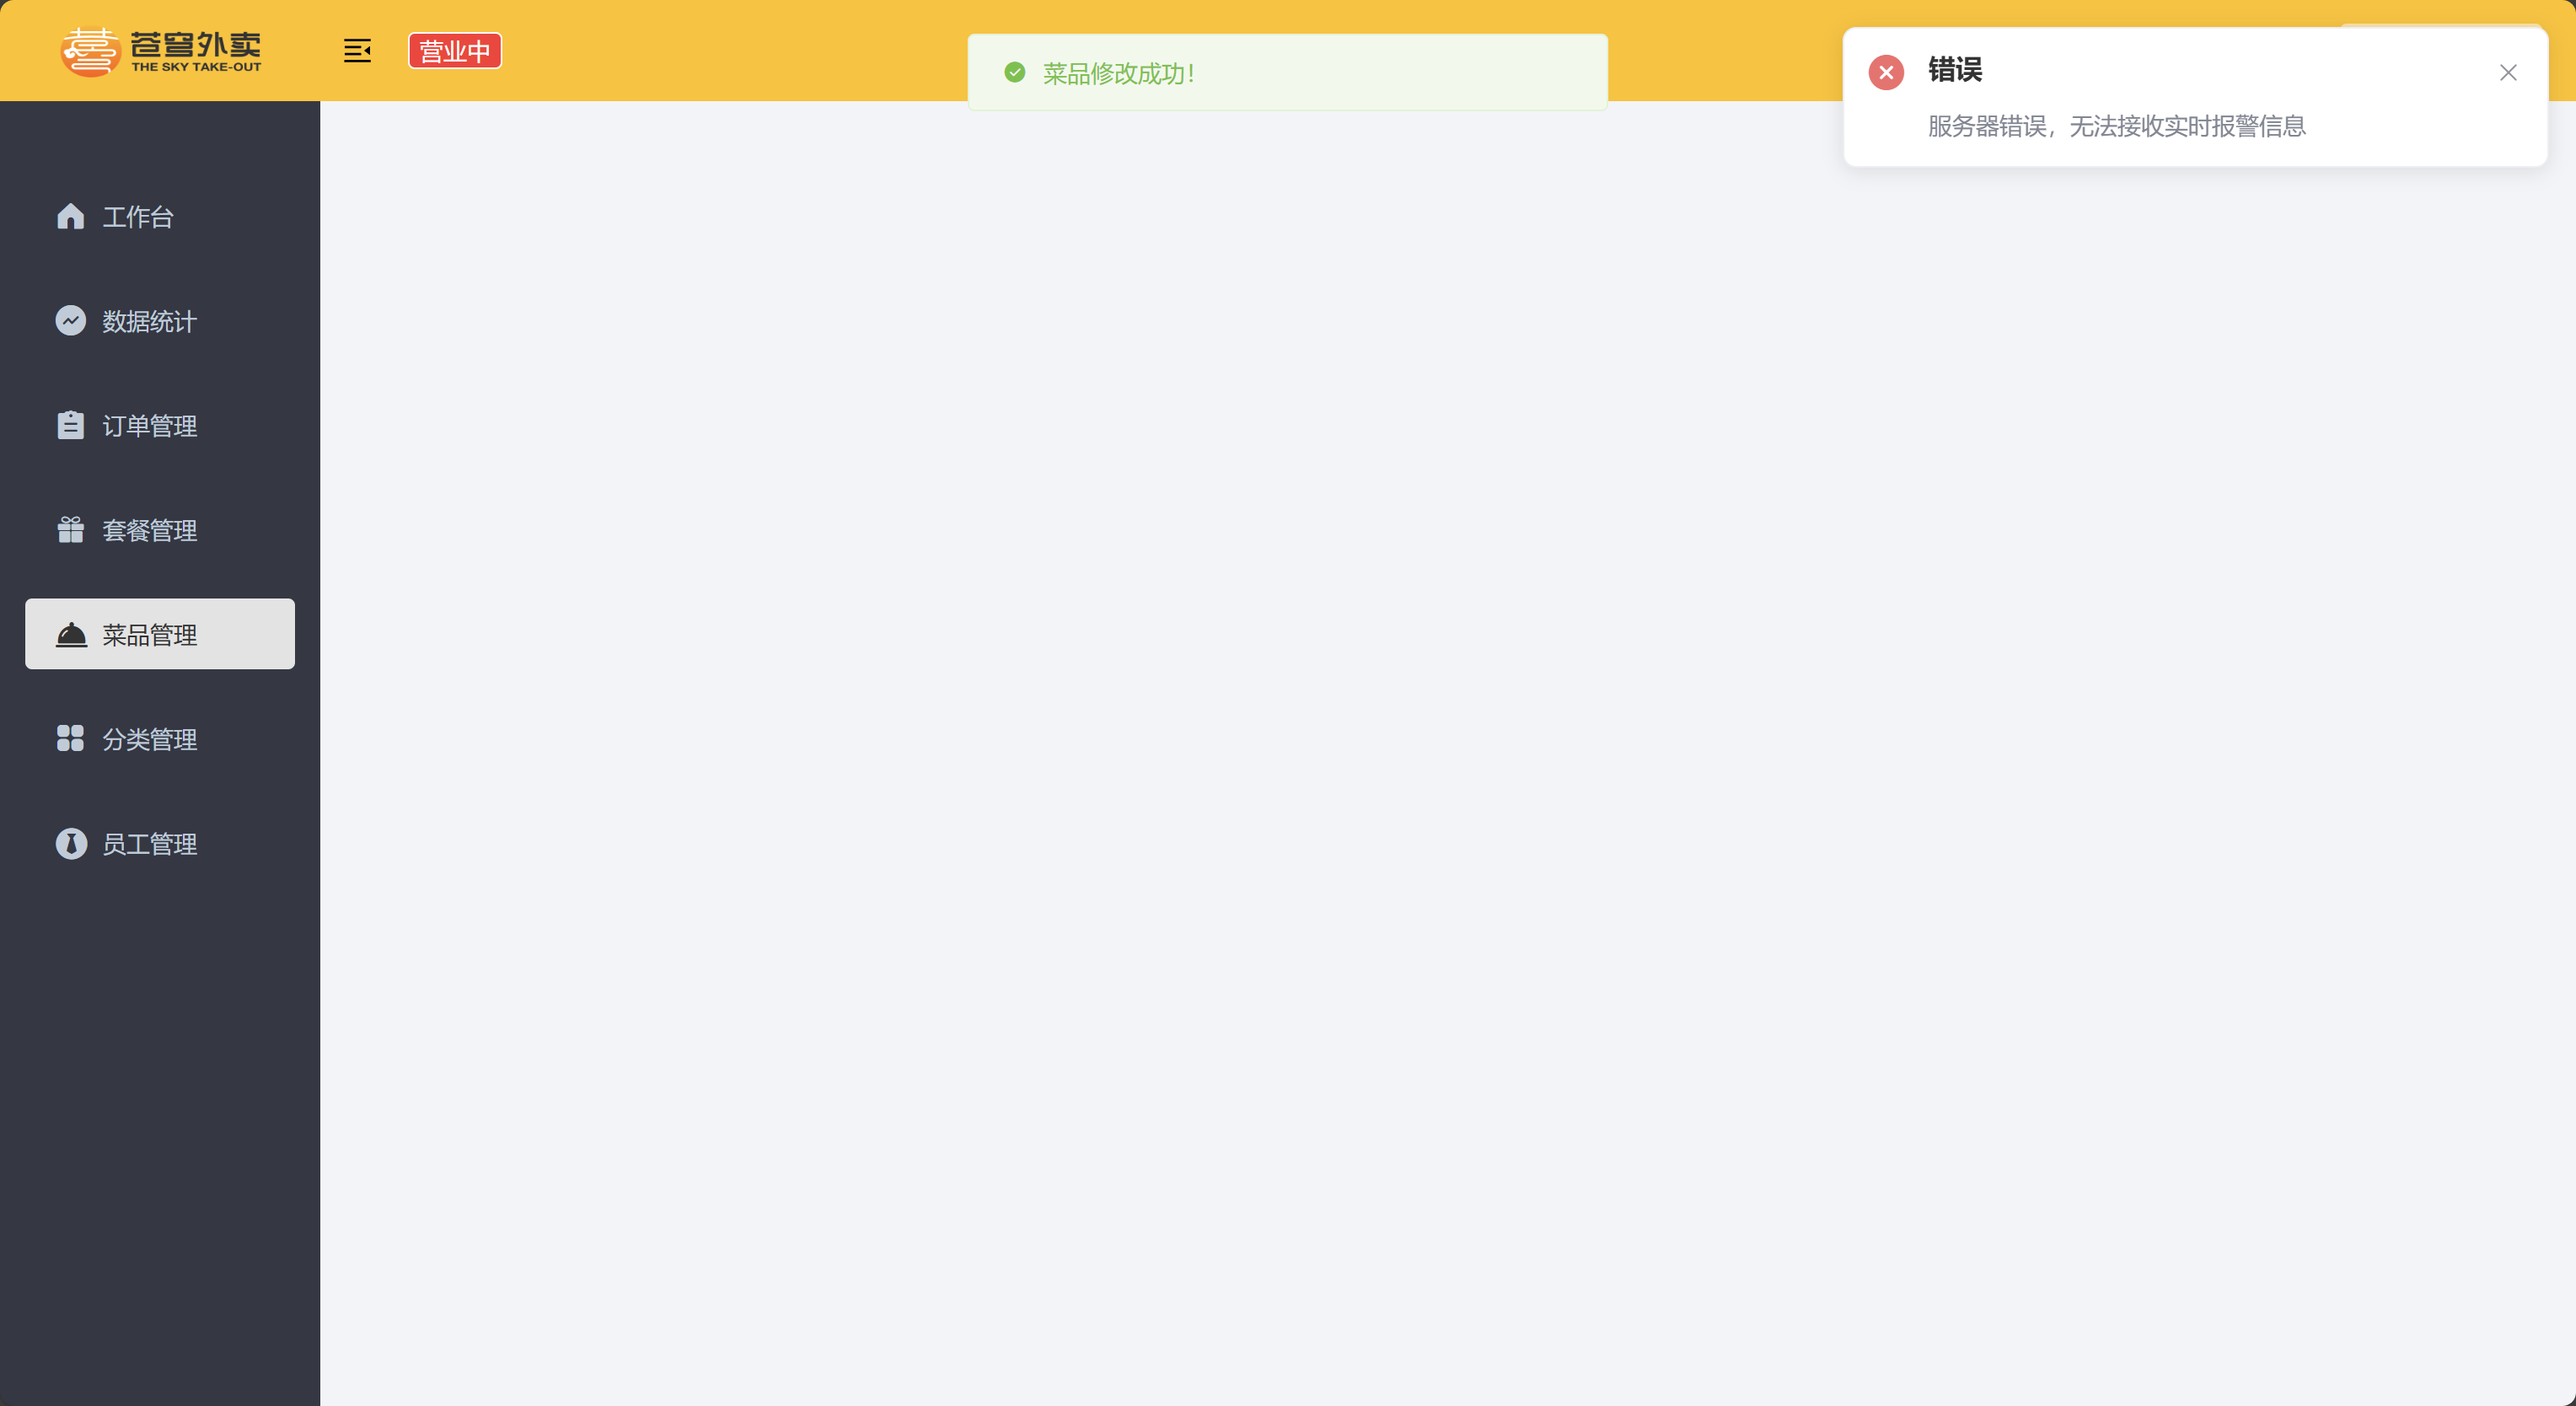 苍穹外卖
THE SKY TAKE-OUT
营业中
菜品修改成功！
错误
服务器错误，无法接收实时报警信息
工作台
数据统计
订单管理
套餐管理
菜品管理
分类管理
员工管理